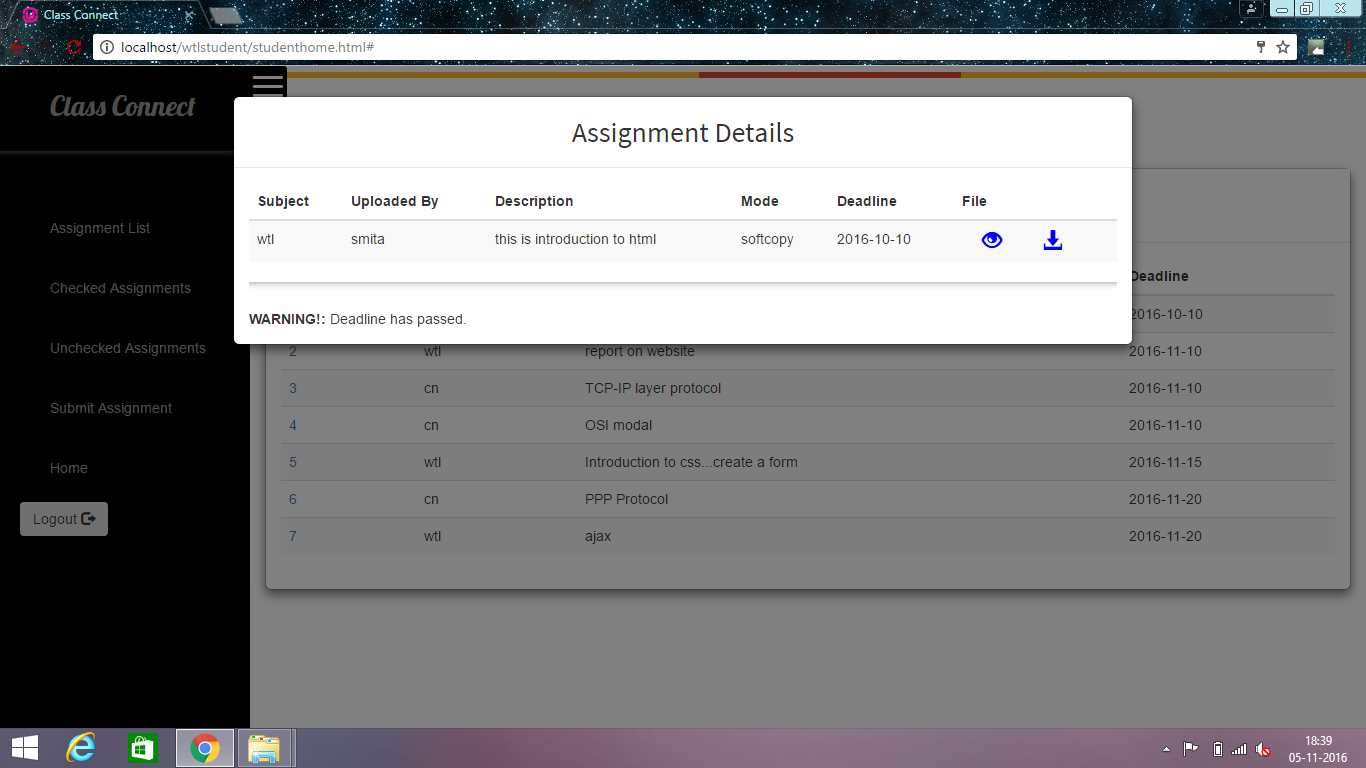 Class Connect
localhost/wtlstudent/studenthome.html#
Class Connect
Assignment List
Checked Assignments
Unchecked Assignments
Submit Assignment
Home
Logout
Assignment Details
Subject Uploaded By Description Mode Deadline File
wtl smita this is introduction to html softcopy 2016-10-10
WARNING!: Deadline has passed.
Deadline
2016-10-10
2 wtl report on website 2016-11-10
3 cn TCP-IP layer protocol 2016-11-10
4 cn OSI modal 2016-11-10
5 wtl Introduction to css...create a form 2016-11-15
6 cn PPP Protocol 2016-11-20
7 wtl ajax 2016-11-20
18:39
05-11-2016